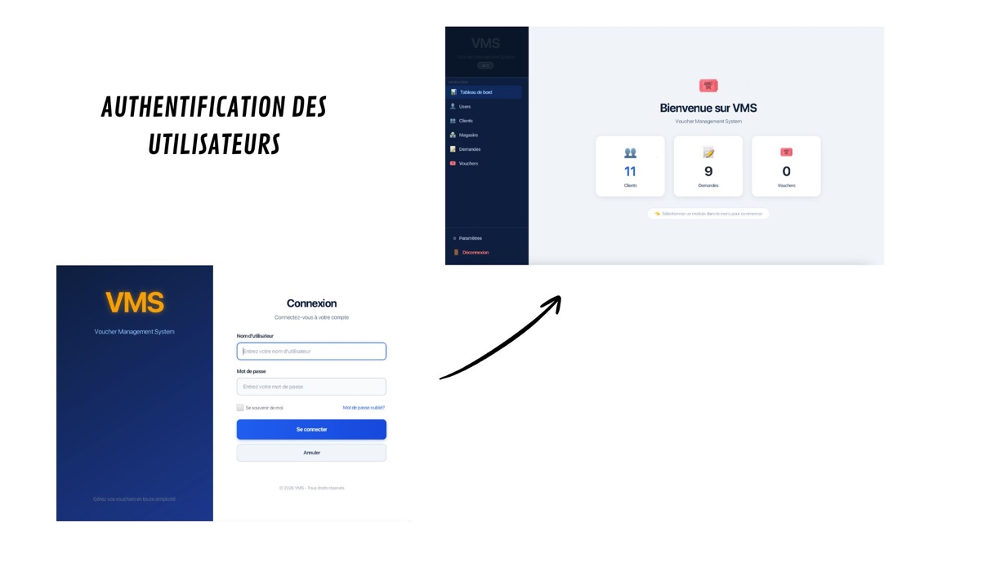 AUTHENTIFICATION DES
UTILISATEURS
VMS
Voucher Management System
NAVIGATION
Tableau de bord
Users
Clients
Magasins
Demandes
Vouchers
Paramètres
Déconnexion
Bienvenue sur VMS
Voucher Management System
11
Clients
9
Demandes
0
Vouchers
Sélectionnez un module dans le menu pour commencer
VMS
Voucher Management System
Gérez vos vouchers en toute simplicité
Connexion
Connectez-vous à votre compte
Nom d'utilisateur
Entrez votre nom d'utilisateur
Mot de passe
Entrez votre mot de passe
Se souvenir de moi
Mot de passe oublié?
Se connecter
Annuler
© 2026 VMS - Tous droits réservés